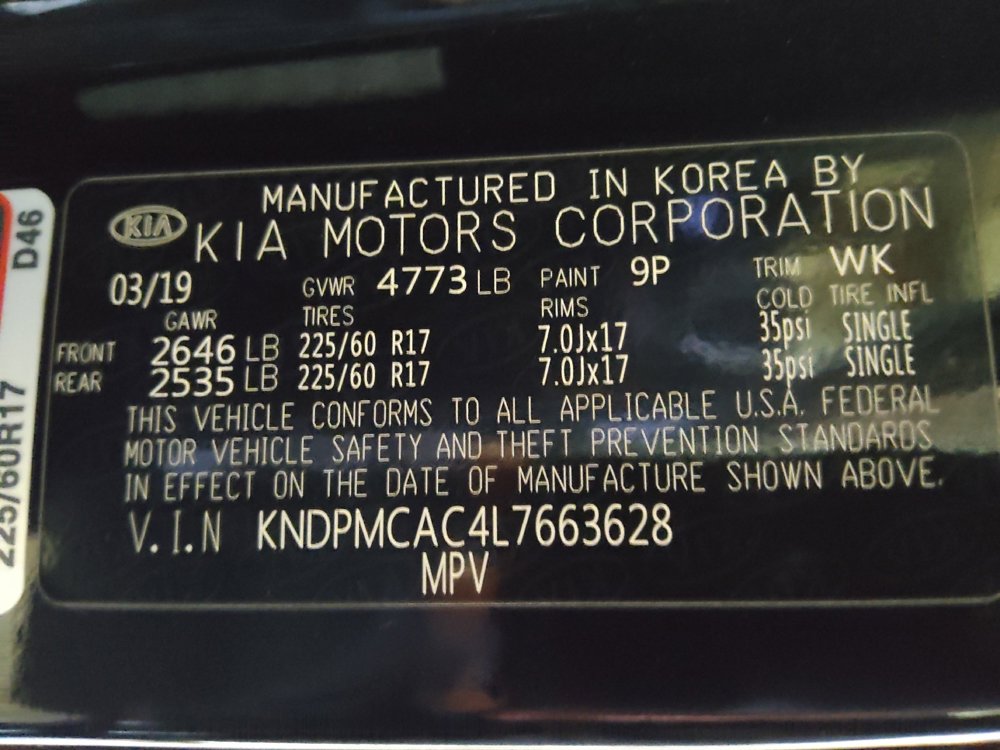 MANUFACTURED IN KOREA BY
KIA KIA MOTORS CORPORATION
03/19 GVWR 4773 LB PAINT 9P TRIM WK
GAWR TIRES RIMS COLD TIRE INFL
FRONT 2646 LB 225/60 R17 7.0Jx17 35psi SINGLE
REAR 2535 LB 225/60 R17 7.0Jx17 35psi SINGLE
THIS VEHICLE CONFORMS TO ALL APPLICABLE U.S.A. FEDERAL
MOTOR VEHICLE SAFETY AND THEFT PREVENTION STANDARDS
IN EFFECT ON THE DATE OF MANUFACTURE SHOWN ABOVE.
V.I.N KNDPMCAC4L7663628
MPV
225/60R17 D46